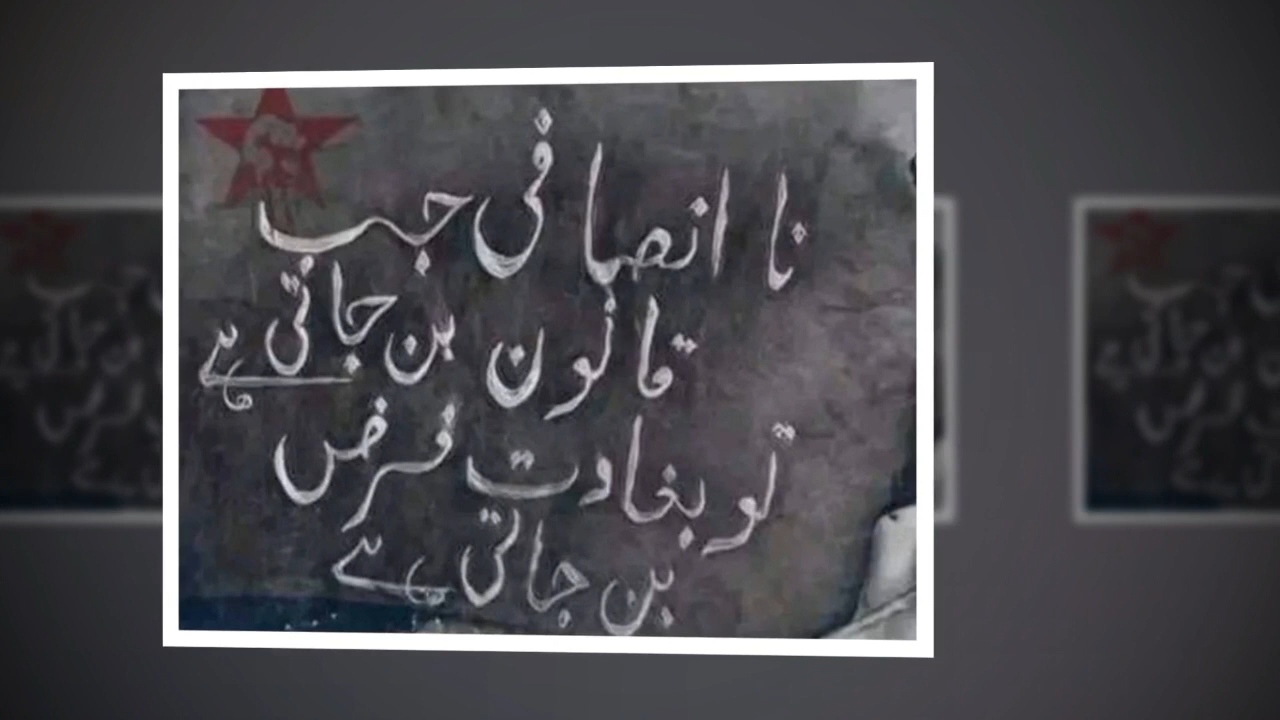 نا انصافی جب
قانون بن جاتی ہے
تو بغاوت فرض
بن جاتی ہے